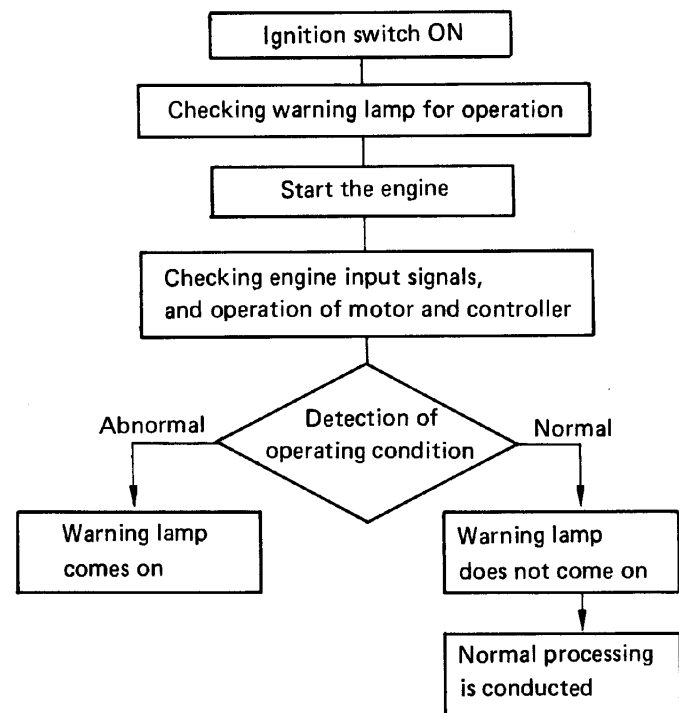 Ignition switch ON
Checking warning lamp for operation
Start the engine
Checking engine input signals,
and operation of motor and controller
Detection of
operating condition
Abnormal
Normal
Warning lamp
comes on
Warning lamp
does not come on
Normal processing
is conducted